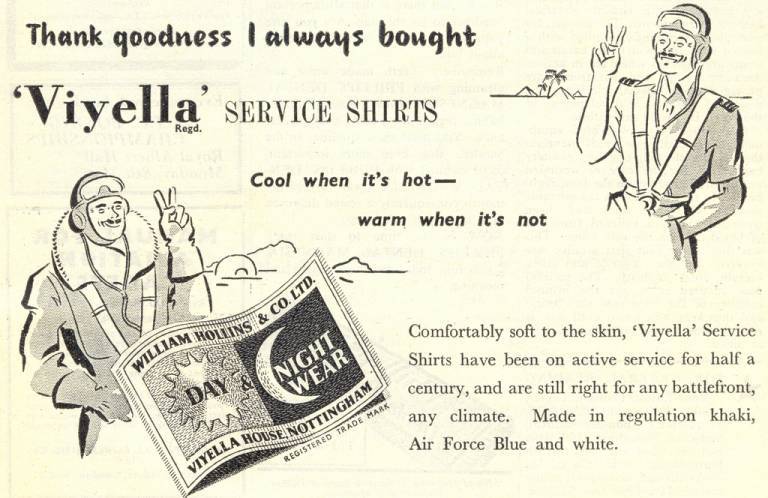 Thank goodness I always bought
'Viyella' SERVICE SHIRTS
Regd.
Cool when it's hot—
warm when it's not
WILLIAM HOLLINS & CO. LTD.
DAY &
NIGHT
WEAR
VIYELLA HOUSE, NOTTINGHAM
REGISTERED TRADE MARK
Comfortably soft to the skin, 'Viyella' Service
Shirts have been on active service for half a
century, and are still right for any battlefront,
any climate. Made in regulation khaki,
Air Force Blue and white.